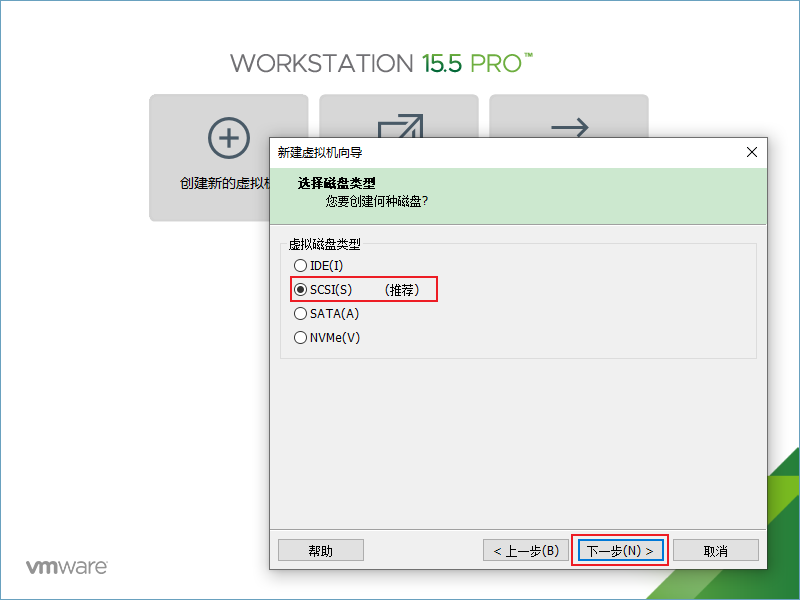 WORKSTATION 15.5 PRO™
创建新的虚拟机
新建虚拟机向导
选择磁盘类型
您要创建何种磁盘?
虚拟磁盘类型
IDE(I)
SCSI(S) (推荐)
SATA(A)
NVMe(V)
帮助
< 上一步(B)
下一步(N) >
取消
vmware